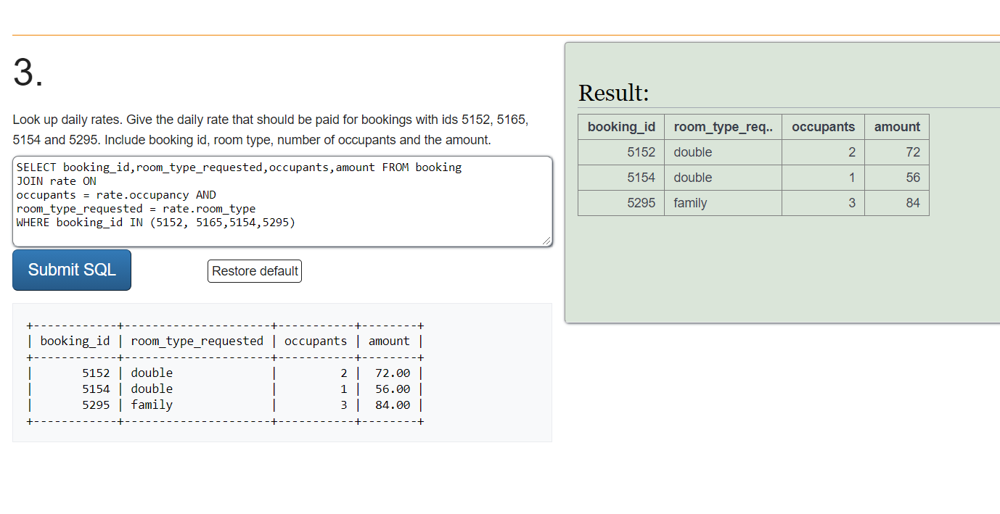 3.
Look up daily rates. Give the daily rate that should be paid for bookings with ids 5152, 5165,
5154 and 5295. Include booking id, room type, number of occupants and the amount.
SELECT booking_id,room_type_requested,occupants,amount FROM booking
JOIN rate ON
occupants = rate.occupancy AND
room_type_requested = rate.room_type
WHERE booking_id IN (5152, 5165,5154,5295)
Submit SQL
Restore default
+------------+---------------------+-----------+--------+
| booking_id | room_type_requested | occupants | amount |
+------------+---------------------+-----------+--------+
|       5152 | double              |         2 |  72.00 |
|       5154 | double              |         1 |  56.00 |
|       5295 | family              |         3 |  84.00 |
+------------+---------------------+-----------+--------+
Result:
booking_id room_type_req.. occupants amount
5152 double 2 72
5154 double 1 56
5295 family 3 84